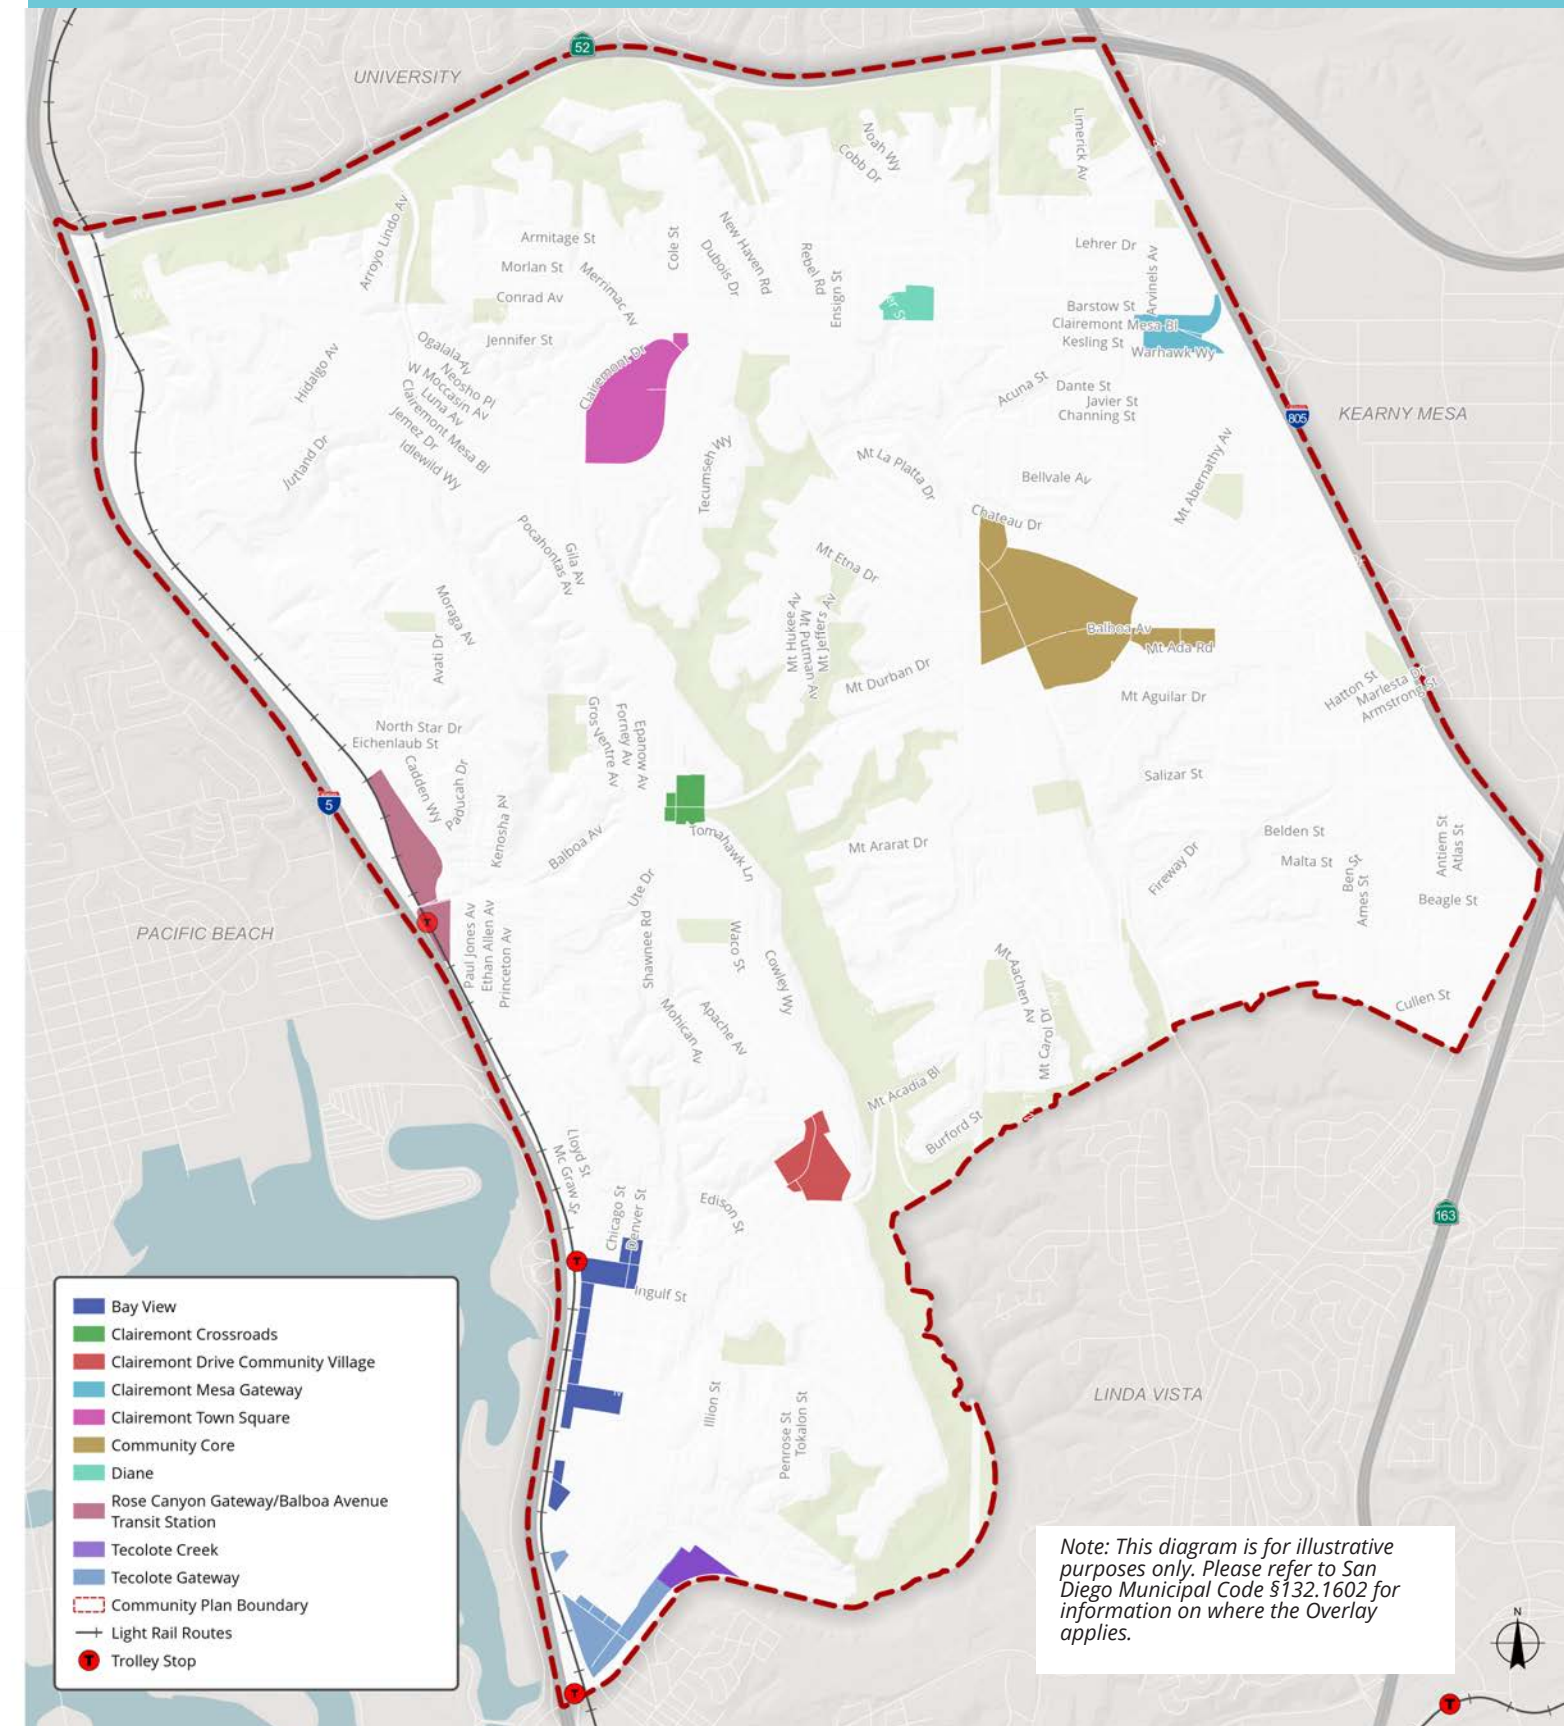 52
UNIVERSITY
Limerick Av
Noah Wy
Cobb Dr
Arroyo Lindo Av
Armitage St
Cole St
New Haven Rd
Dubois Dr
Rebel Rd
Ensign St
Lehrer Dr
Arvinels Av
Morlan St
Merrimac Av
Conrad Av
er St
Barstow St
Clairemont Mesa Bl
Kesling St
Warhawk Wy
Jennifer St
Ogalala Av
Neosho Pl
W Moccasin Av
Luna Av
Clairemont Mesa Bl
Jemez Dr
Idlewild Wy
Hidalgo Av
Jutland Dr
Clairemont Dr
Acuna St
Dante St
Javier St
Channing St
805
KEARNY MESA
Tecumseh Wy
Mt La Platta Dr
Bellvale Av
Mt Abernathy Av
Chateau Dr
Pocahontas Av
Gila Av
Mt Etna Dr
Moraga Av
Avati Dr
Mt Hukee Av
Mt Putman Av
Mt Jeffers Av
Balboa Av
Mt Ada Rd
Mt Durban Dr
Mt Aguilar Dr
Hatton St
Marlesta Dr
Armstrong St
North Star Dr
Eichenlaub St
Cadden Wy
Paducah Dr
Gros Ventre Av
Forney Av
Epanow Av
Salizar St
5
Kenosha Av
Balboa Av
Tomahawk Ln
Mt Ararat Dr
Fireway Dr
Belden St
Malta St
Ben St
Ames St
Antiem St
Atlas St
Beagle St
Ute Dr
PACIFIC BEACH
T
Paul Jones Av
Ethan Allen Av
Princeton Av
Shawnee Rd
Waco St
Cowley Wy
Mt Aachen Av
Mt Carol Dr
Cullen St
Mohican Av
Apache Av
Mt Acadia Bl
Burford St
Lloyd St
Mc Graw St
Chicago St
Denver St
Edison St
163
T
Ingulf St
Illion St
Penrose St
Tokalon St
LINDA VISTA
Bay View
Clairemont Crossroads
Clairemont Drive Community Village
Clairemont Mesa Gateway
Clairemont Town Square
Community Core
Diane
Rose Canyon Gateway/Balboa Avenue
Transit Station
Tecolote Creek
Tecolote Gateway
Community Plan Boundary
Light Rail Routes
T Trolley Stop
Note: This diagram is for illustrative
purposes only. Please refer to San
Diego Municipal Code §132.1602 for
information on where the Overlay
applies.
N
T
T